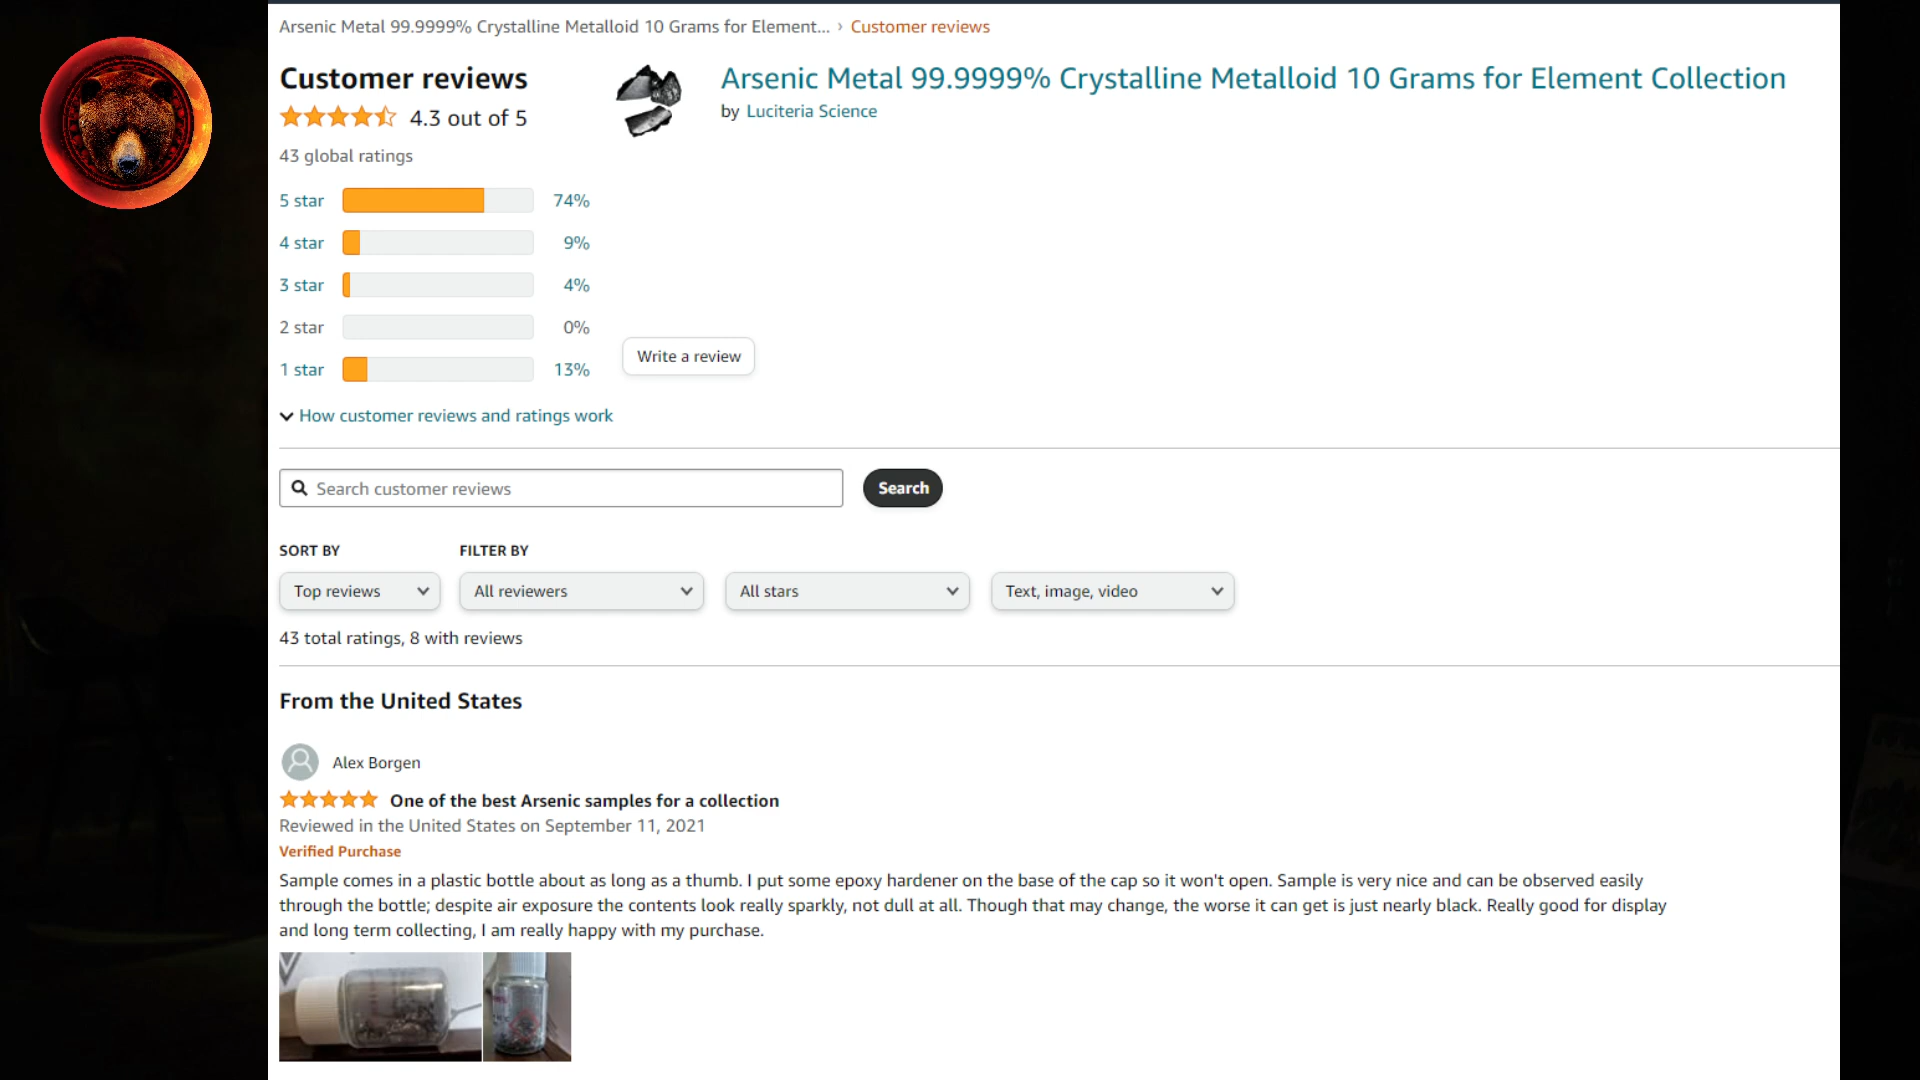 Arsenic Metal 99.9999% Crystalline Metalloid 10 Grams for Element... › Customer reviews
Customer reviews
4.3 out of 5
43 global ratings
5 star 74%
4 star 9%
3 star 4%
2 star 0%
1 star 13%
How customer reviews and ratings work
Arsenic Metal 99.9999% Crystalline Metalloid 10 Grams for Element Collection
by Luciteria Science
Write a review
Search customer reviews Search
SORT BY FILTER BY
Top reviews All reviewers All stars Text, image, video
43 total ratings, 8 with reviews
From the United States
Alex Borgen
One of the best Arsenic samples for a collection
Reviewed in the United States on September 11, 2021
Verified Purchase
Sample comes in a plastic bottle about as long as a thumb. I put some epoxy hardener on the base of the cap so it won't open. Sample is very nice and can be observed easily
through the bottle; despite air exposure the contents look really sparkly, not dull at all. Though that may change, the worse it can get is just nearly black. Really good for display
and long term collecting, I am really happy with my purchase.